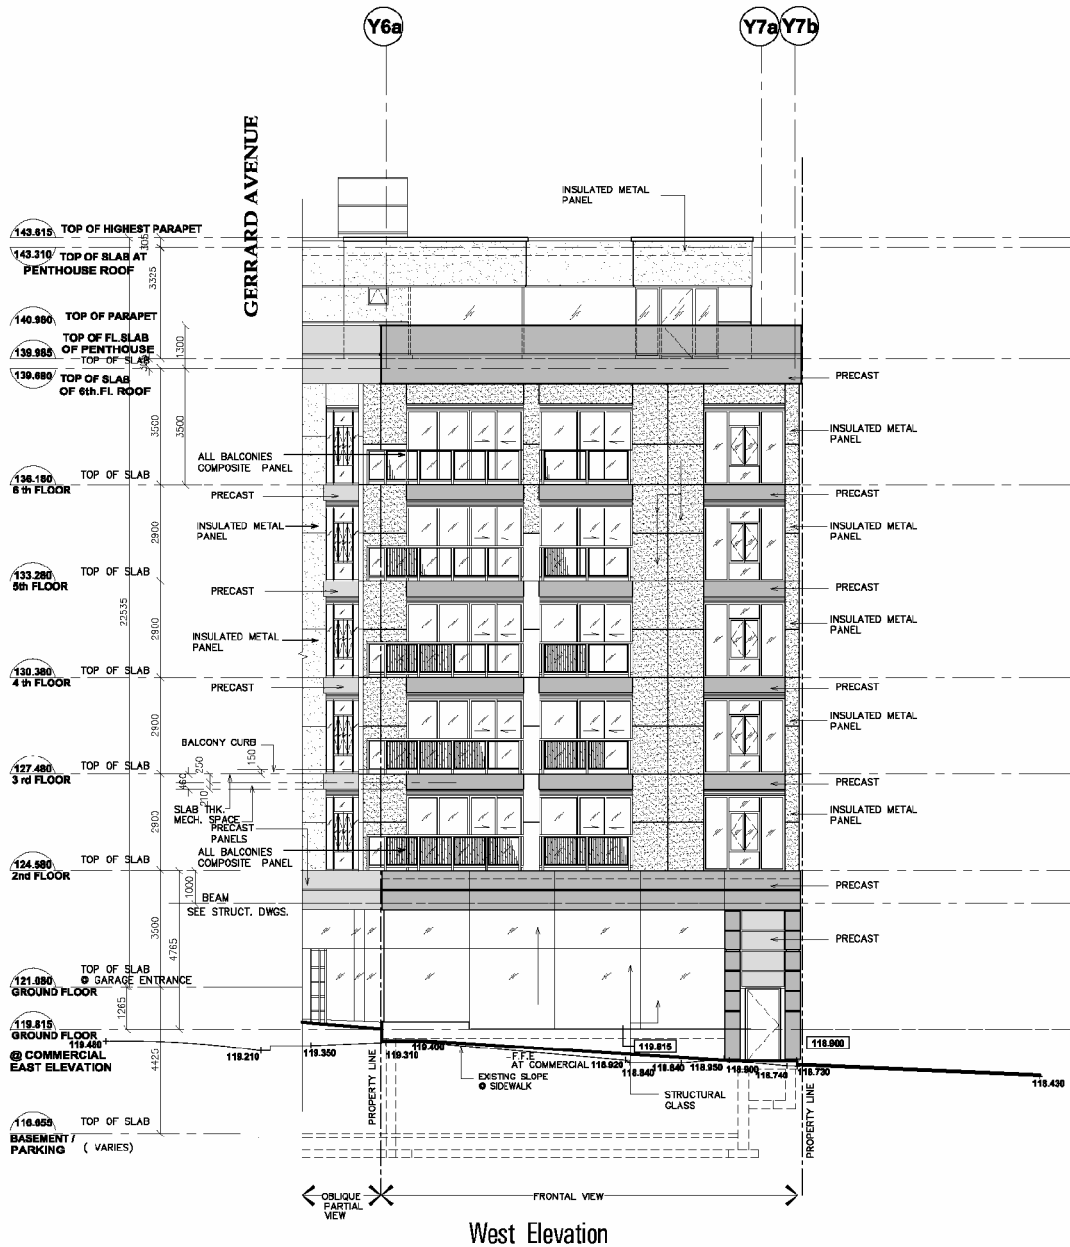 Y6a
Y7a
Y7b
GERRARD AVENUE
INSULATED METAL
PANEL
143.615 TOP OF HIGHEST PARAPET
305
143.310 TOP OF SLAB AT
PENTHOUSE ROOF
3325
140.980 TOP OF PARAPET
TOP OF FL.SLAB
OF PENTHOUSE
1300
139.985 TOP OF SLAB
139.680 TOP OF SLAB
OF 6th.Fl. ROOF
PRECAST
3500
3500
INSULATED METAL
PANEL
ALL BALCONIES
COMPOSITE PANEL
136.180 TOP OF SLAB
6 th FLOOR
PRECAST
PRECAST
2900
INSULATED METAL
PANEL
INSULATED METAL
PANEL
133.280 TOP OF SLAB
5th FLOOR
PRECAST
PRECAST
22535
2900
INSULATED METAL
PANEL
INSULATED METAL
PANEL
130.380 TOP OF SLAB
4 th FLOOR
PRECAST
PRECAST
2900
INSULATED METAL
PANEL
BALCONY CURB
250
150
127.480 TOP OF SLAB
3 rd FLOOR
460
210
PRECAST
SLAB THK.
MECH. SPACE
2900
PRECAST
PANELS
INSULATED METAL
PANEL
ALL BALCONIES
COMPOSITE PANEL
124.580 TOP OF SLAB
2nd FLOOR
1000
PRECAST
BEAM
SEE STRUCT. DWGS.
3500
4765
PRECAST
TOP OF SLAB
121.080 @ GARAGE ENTRANCE
GROUND FLOOR
1265
119.815
GROUND FLOOR
119.480
@ COMMERCIAL
EAST ELEVATION
4425
119.210
119.350
119.310
119.400
F.F.E
AT COMMERCIAL
119.815
118.900
118.920
118.840
118.640
118.950
118.900
118.740
118.730
118.430
EXISTING SLOPE
@ SIDEWALK
STRUCTURAL
GLASS
PROPERTY LINE
PROPERTY LINE
116.655 TOP OF SLAB
BASEMENT /
PARKING ( VARIES)
OBLIQUE
PARTIAL
VIEW
FRONTAL VIEW
West Elevation